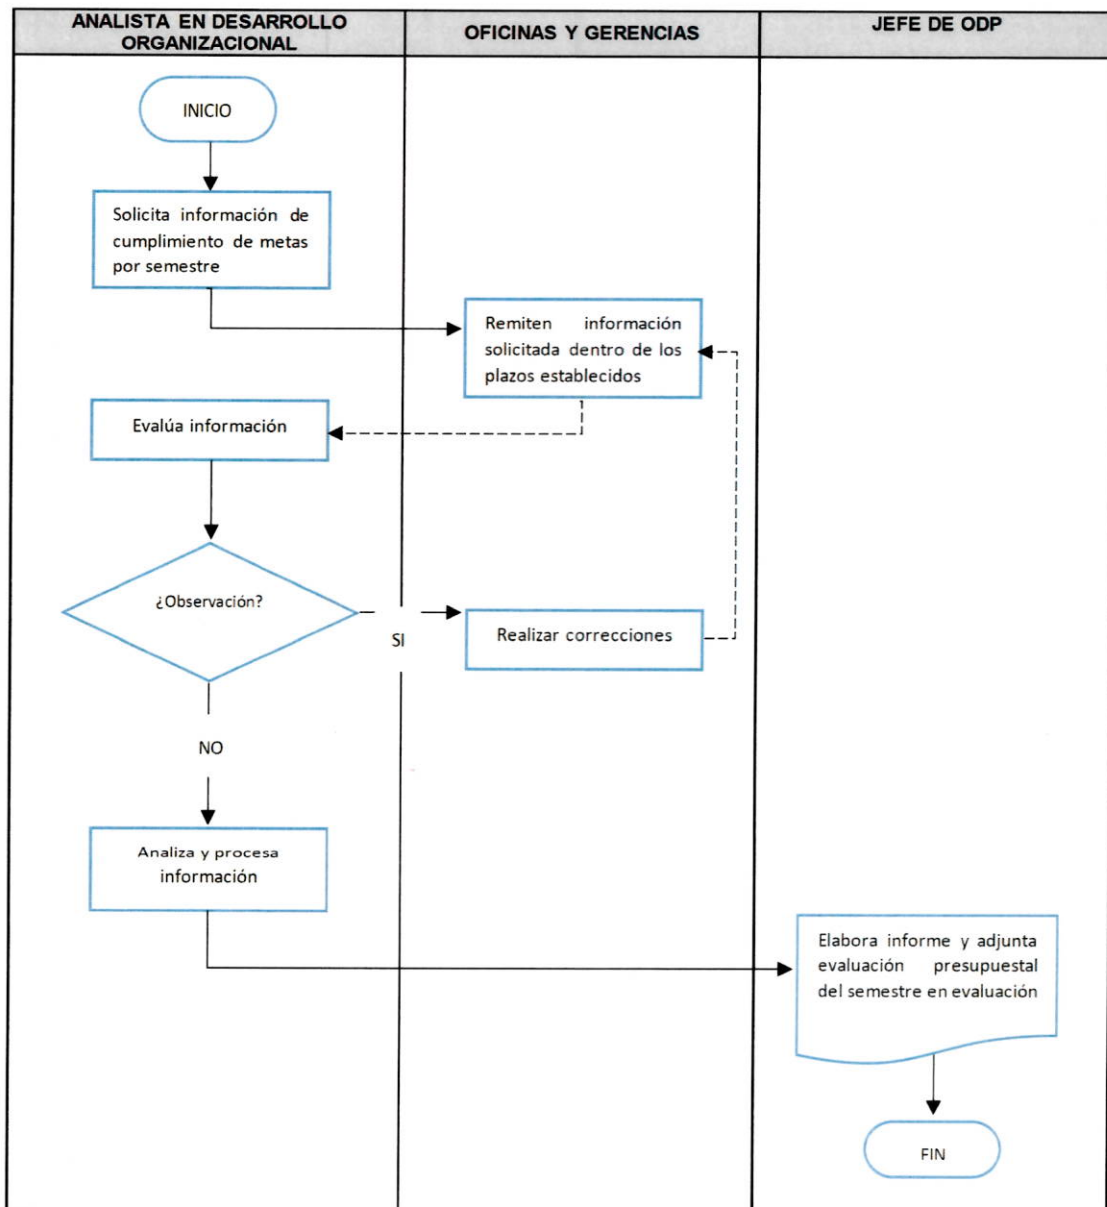 ANALISTA EN DESARROLLO
ORGANIZACIONAL
OFICINAS Y GERENCIAS
JEFE DE ODP
INICIO
Solicita información de
cumplimiento de metas
por semestre
Remiten información
solicitada dentro de los
plazos establecidos
Evalúa información
¿Observación?
SI
Realizar correcciones
NO
Analiza y procesa
información
Elabora informe y adjunta
evaluación presupuestal
del semestre en evaluación
FIN